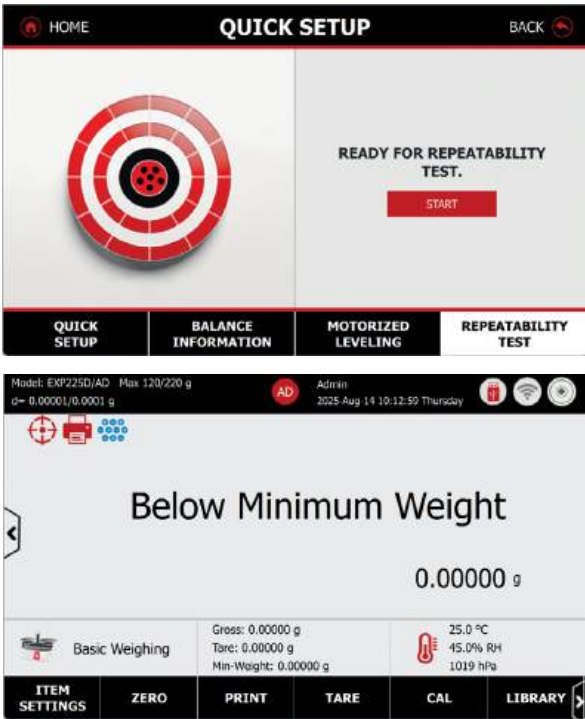 HOME
QUICK SETUP
BACK
READY FOR REPEATABILITY
TEST.
START
QUICK
SETUP
BALANCE
INFORMATION
MOTORIZED
LEVELING
REPEATABILITY
TEST
Model: EXP225D/AD Max 120/220 g
d= 0.00001/0.0001 g
AD
Admin
2025-Aug-14 10:12:59 Thursday
Below Minimum Weight
0.00000 g
Basic Weighing
Gross: 0.00000 g
Tare: 0.00000 g
Min-Weight: 0.00000 g
25.0 °C
45.0% RH
1019 hPa
ITEM
SETTINGS
ZERO
PRINT
TARE
CAL
LIBRARY